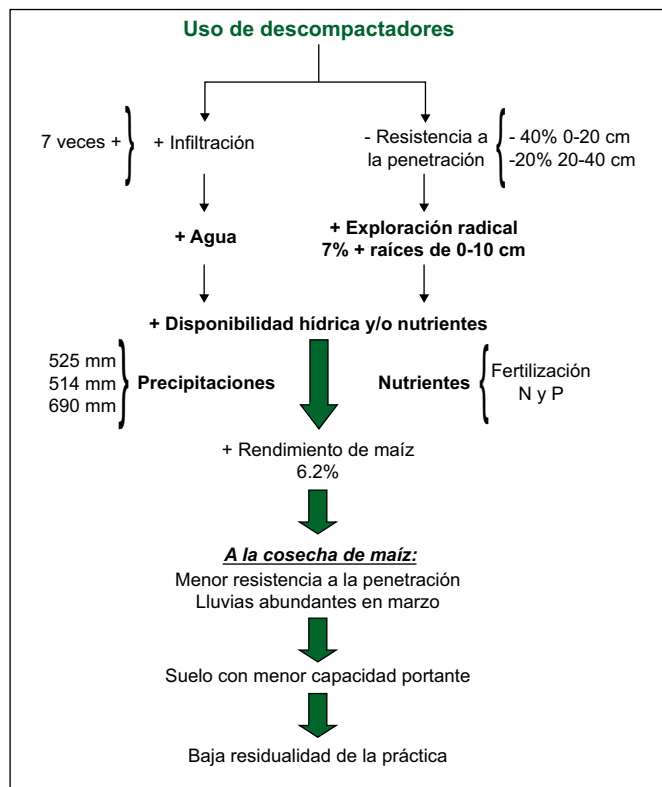 Uso de descompactadores
7 veces +
+ Infiltración
- Resistencia a
la penetración
- 40% 0-20 cm
-20% 20-40 cm
+ Agua
+ Exploración radical
7% + raíces de 0-10 cm
+ Disponibilidad hídrica y/o nutrientes
525 mm
514 mm
690 mm
Precipitaciones
Nutrientes
Fertilización
N y P
+ Rendimiento de maíz
6.2%
A la cosecha de maíz:
Menor resistencia a la penetración
Lluvias abundantes en marzo
Suelo con menor capacidad portante
Baja residualidad de la práctica